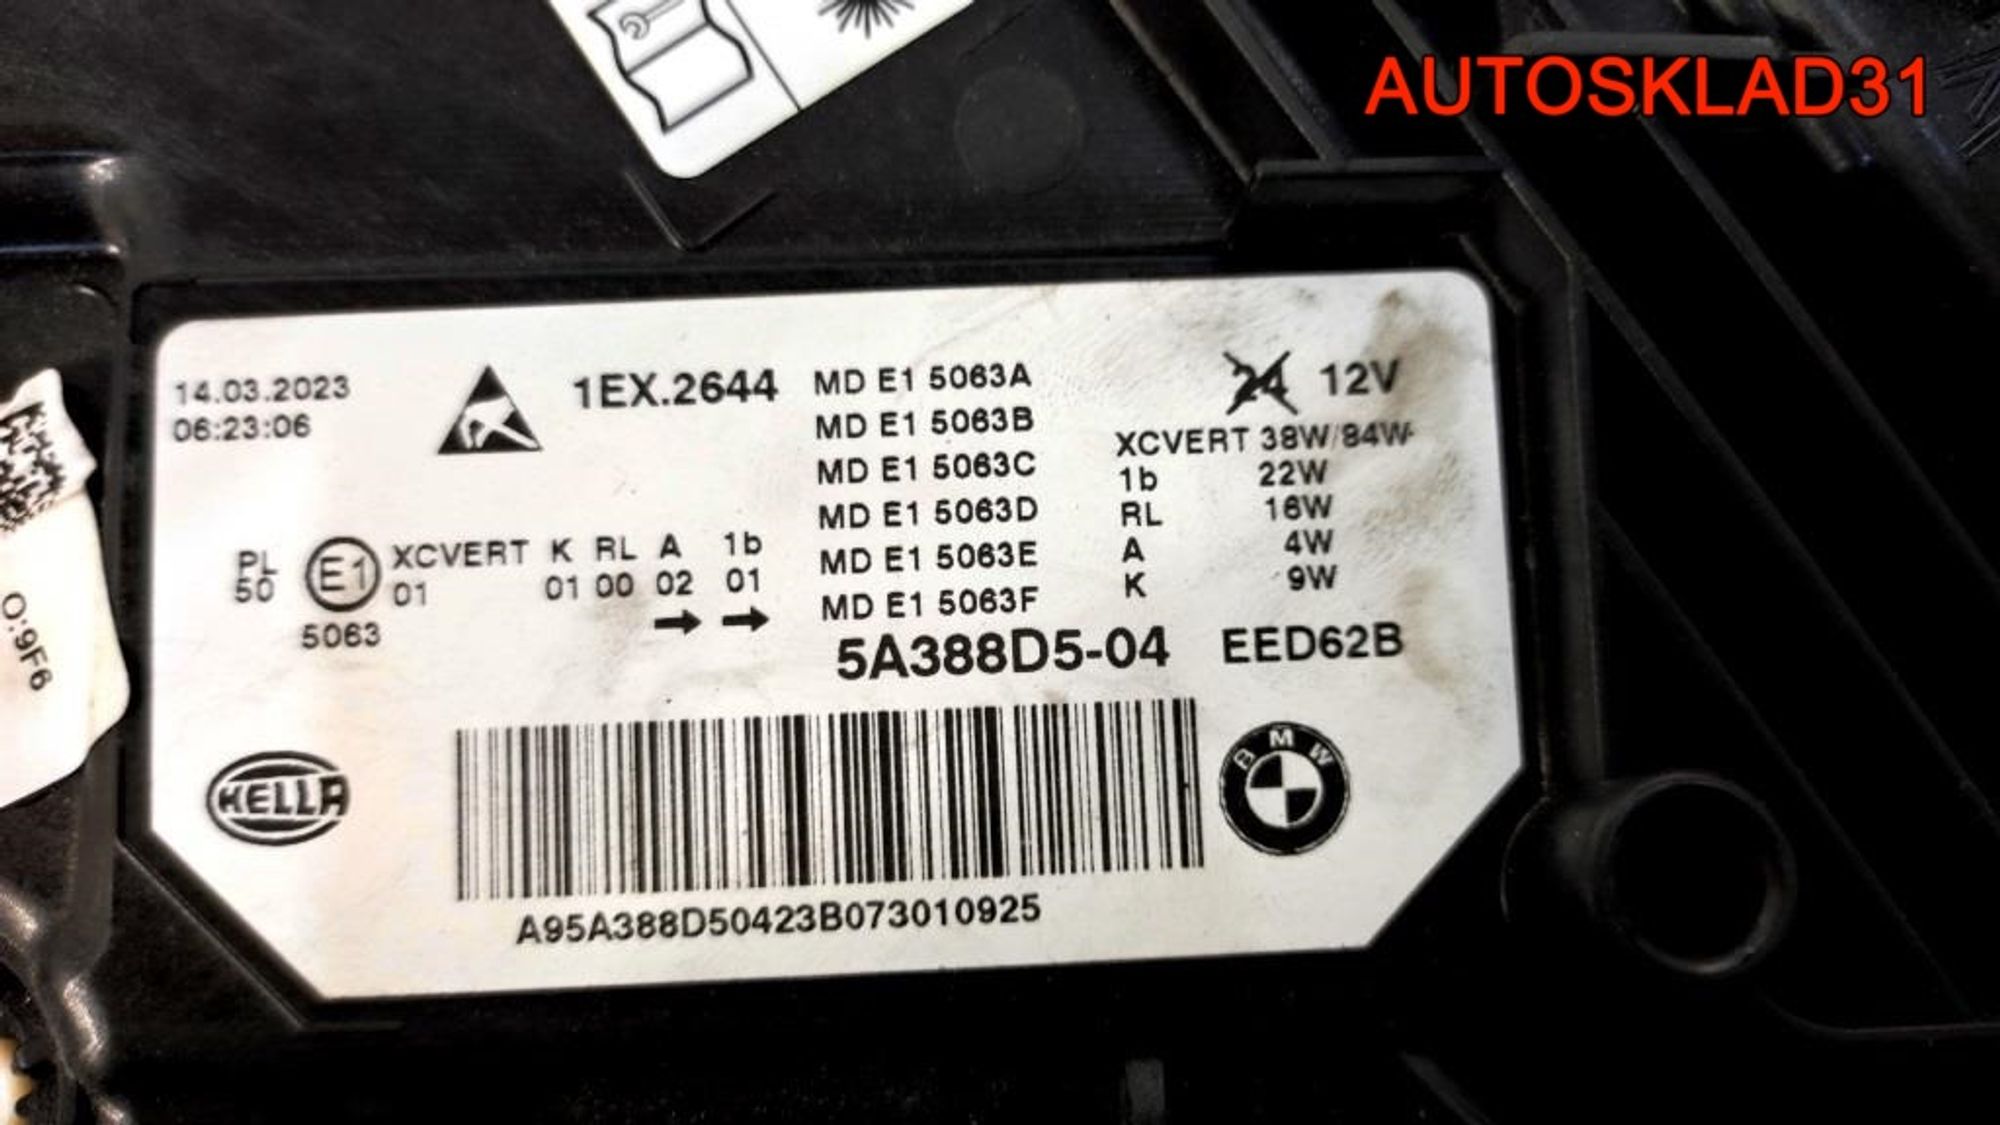 AUTOSKLAD31
14.03.2023
06:23:06
1EX.2644
MD E1 5063A
MD E1 5063B
MD E1 5063C
MD E1 5063D
MD E1 5063E
MD E1 5063F
24 12V
XCVERT 38W/84W
1b 22W
RL 16W
A 4W
K 9W
PL E1 XCVERT K RL A 1b
50 01 01 00 02 01
5063
5A388D5-04 EED62B
HELLA
BMW
A95A388D50423B073010925
O:9F6